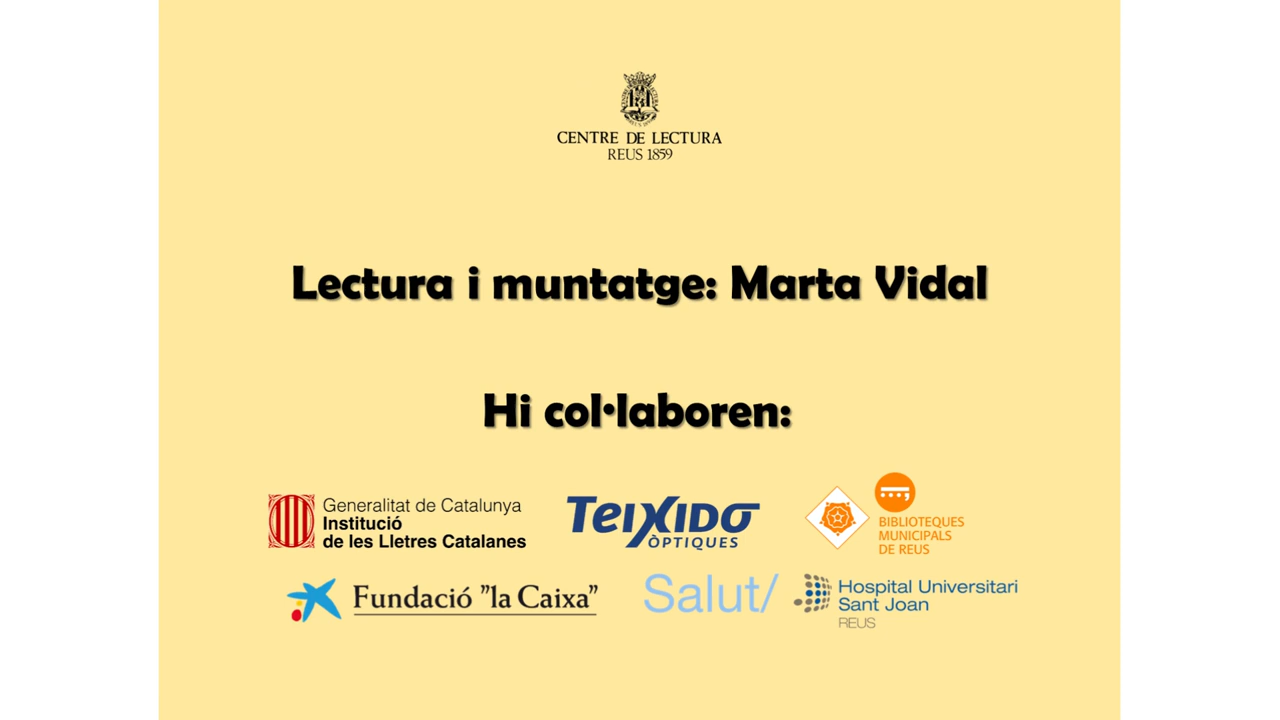 CENTRE DE LECTURA
REUS 1859
Lectura i muntatge: Marta Vidal
Hi col·laboren:
Generalitat de Catalunya
Institució
de les Lletres Catalanes
TEIXIDÓ
ÒPTIQUES
BIBLIOTEQUES
MUNICIPALS
DE REUS
Fundació "la Caixa"
Salut/
Hospital Universitari
Sant Joan
REUS